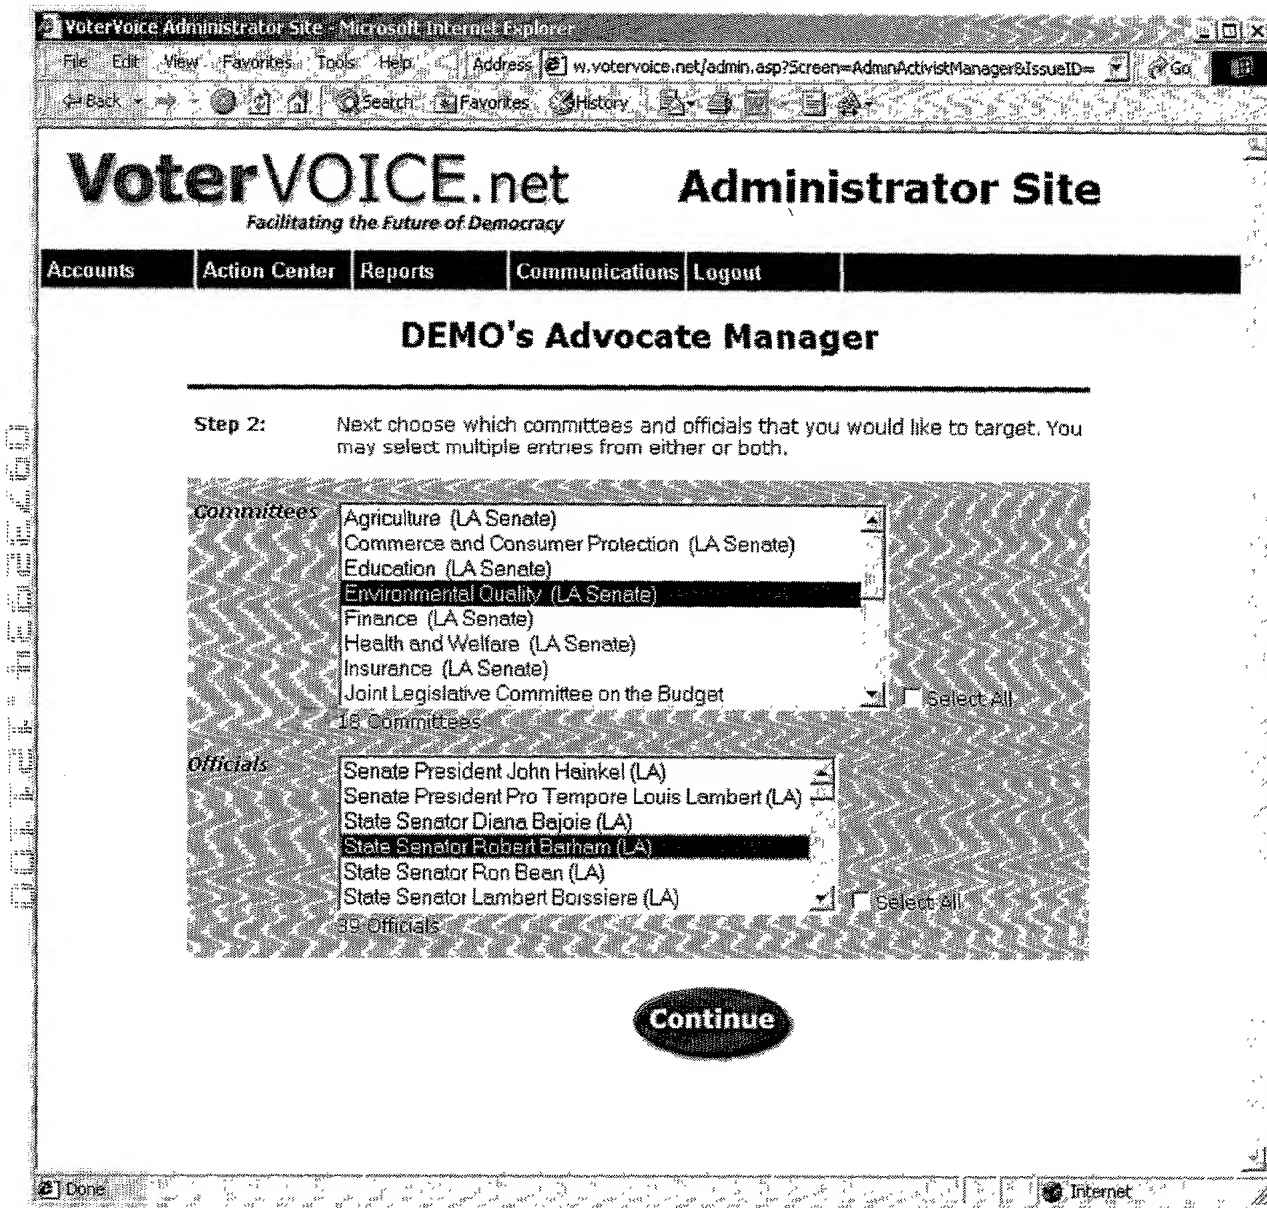 VoterVoice Administrator Site - Microsoft Internet Explorer
File Edit View Favorites Tools Help Address w.votervoice.net/admin.asp?Screen=AdminActivistManager&IssueID= Go
Back Search Favorites History
VoterVOICE.net Administrator Site
Facilitating the Future of Democracy
Accounts Action Center Reports Communications Logout
DEMO's Advocate Manager
Step 2: Next choose which committees and officials that you would like to target. You
may select multiple entries from either or both.
Committees
Agriculture (LA Senate)
Commerce and Consumer Protection (LA Senate)
Education (LA Senate)
Environmental Quality (LA Senate)
Finance (LA Senate)
Health and Welfare (LA Senate)
Insurance (LA Senate)
Joint Legislative Committee on the Budget
Select All
18 Committees
Officials
Senate President John Hainkel (LA)
Senate President Pro Tempore Louis Lambert (LA)
State Senator Diana Bajoie (LA)
State Senator Robert Barham (LA)
State Senator Ron Bean (LA)
State Senator Lambert Boissiere (LA)
Select All
39 Officials
Continue
Done Internet